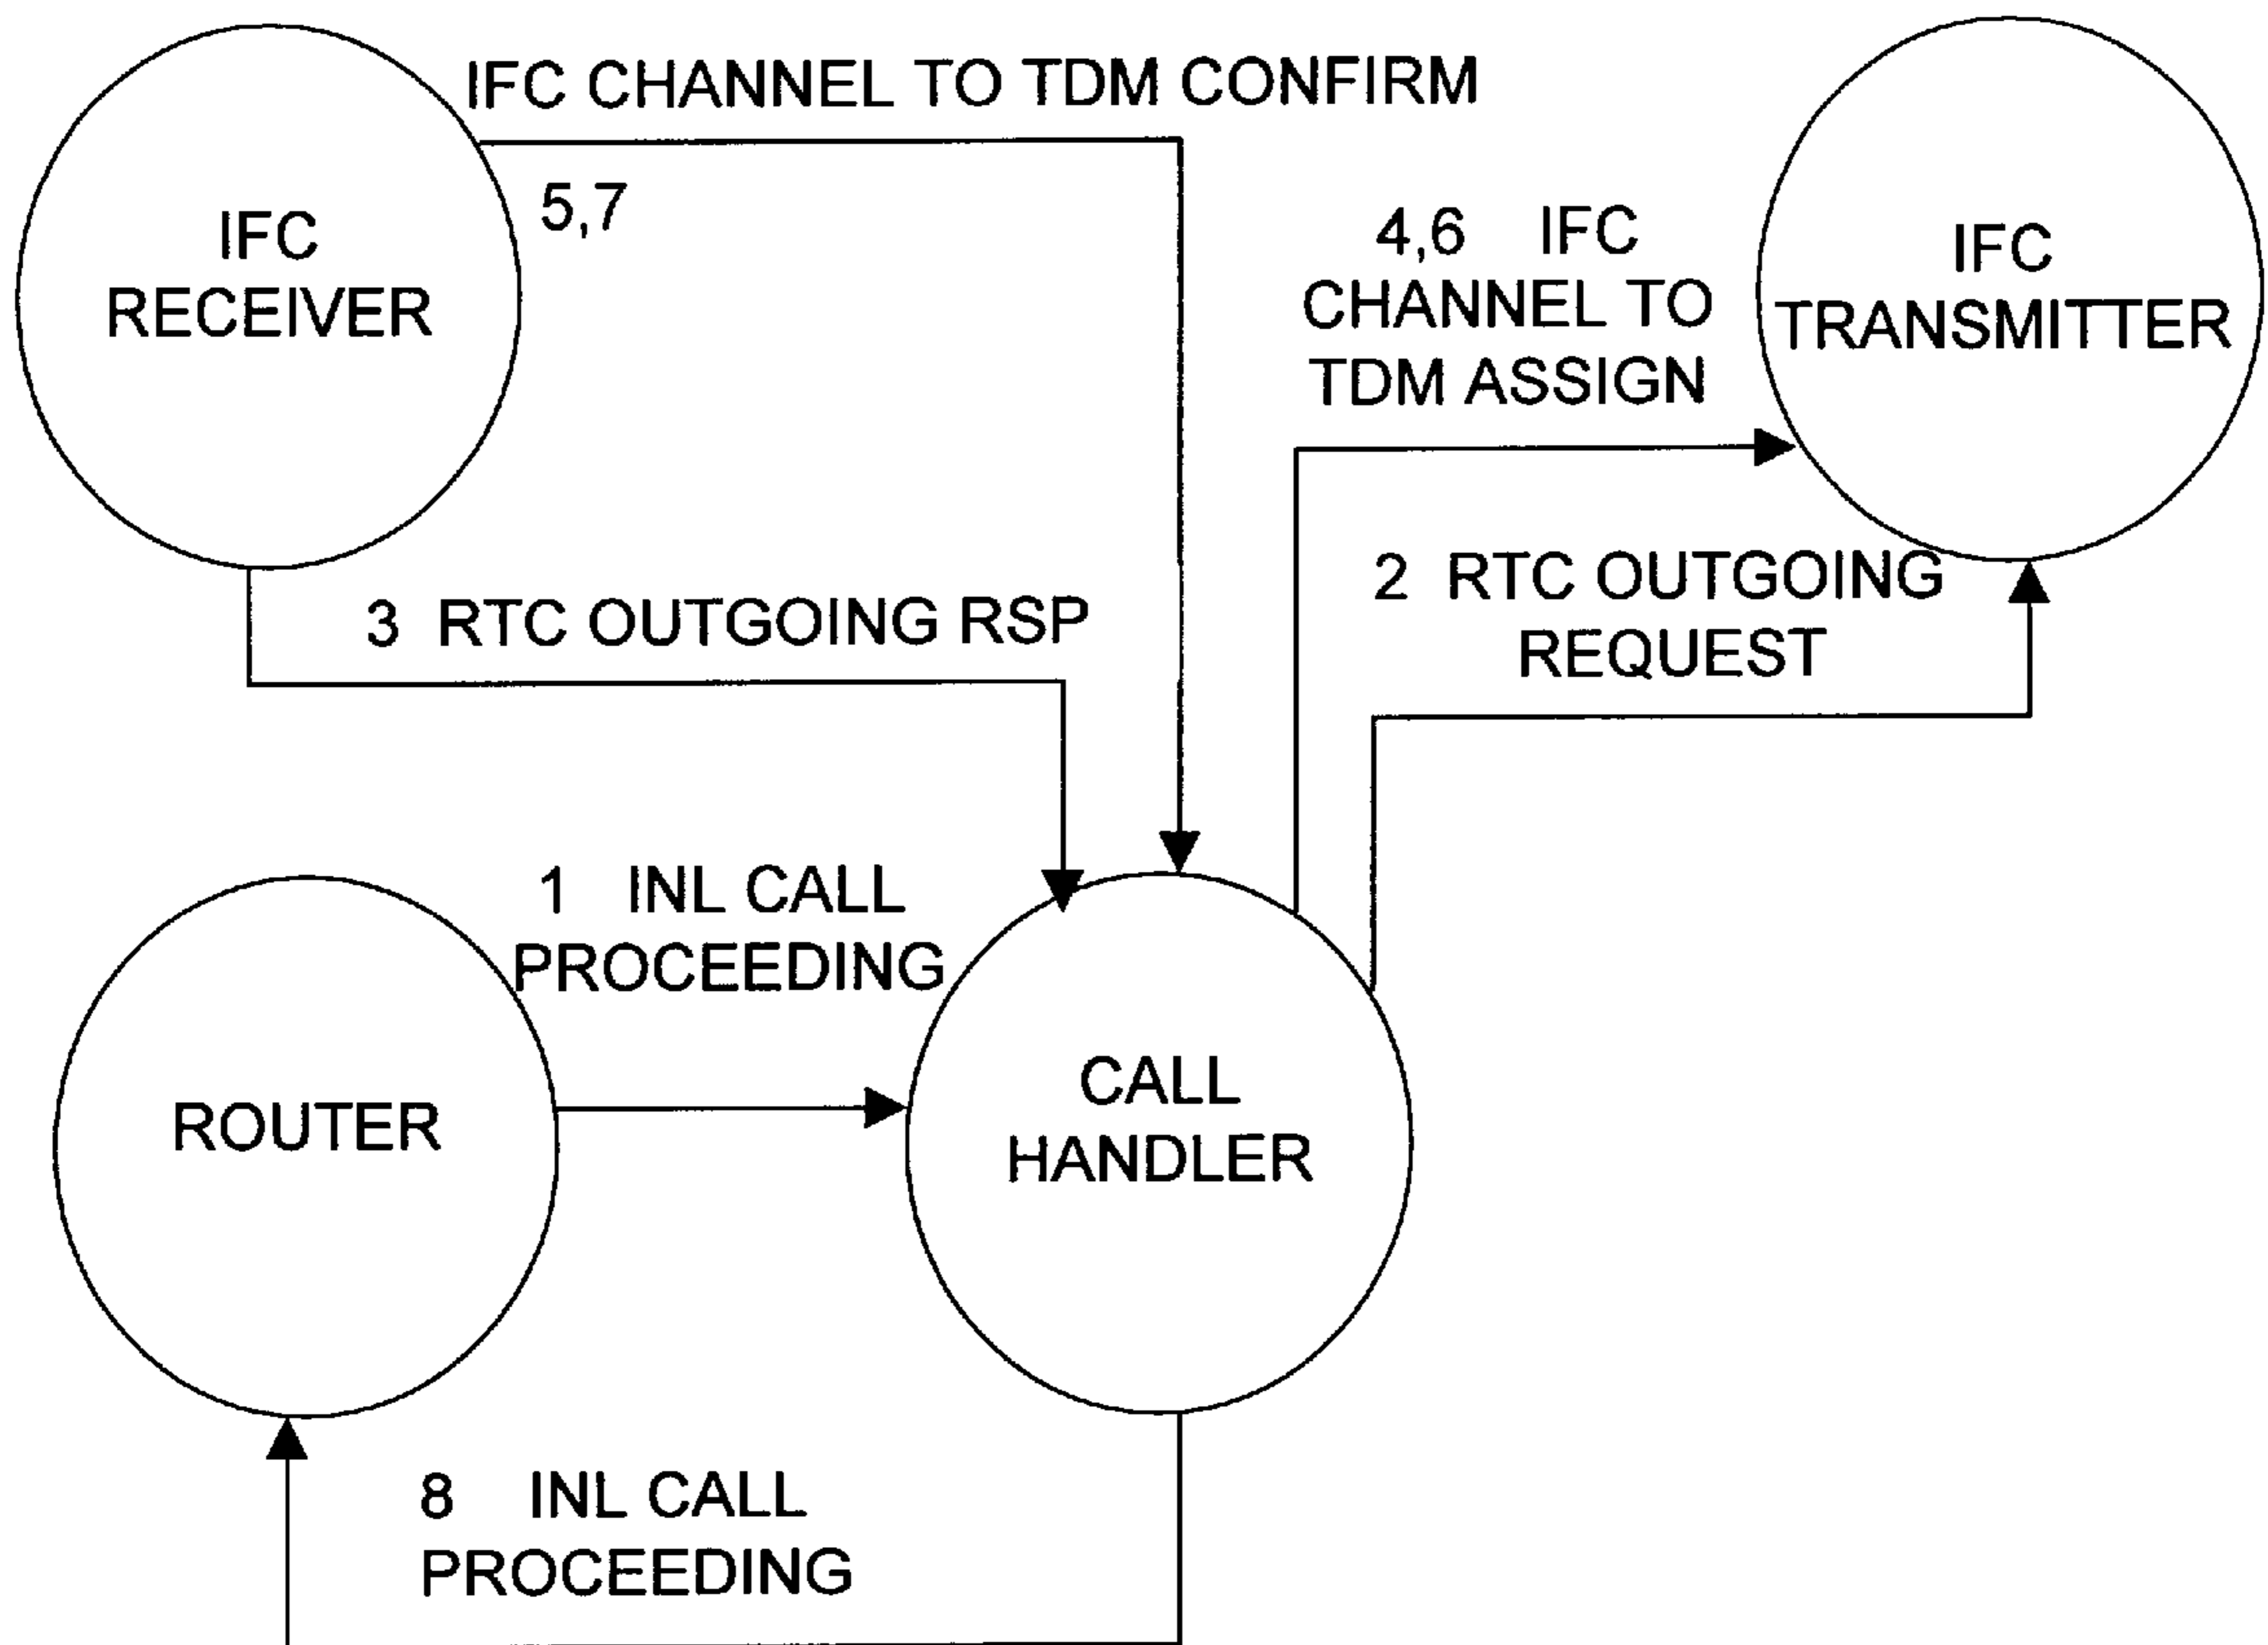 IFC CHANNEL TO TDM CONFIRM
5,7
IFC
RECEIVER
4,6 IFC
CHANNEL TO
TDM ASSIGN
IFC
TRANSMITTER
3 RTC OUTGOING RSP
2 RTC OUTGOING
REQUEST
1 INL CALL
PROCEEDING
ROUTER
CALL
HANDLER
8 INL CALL
PROCEEDING